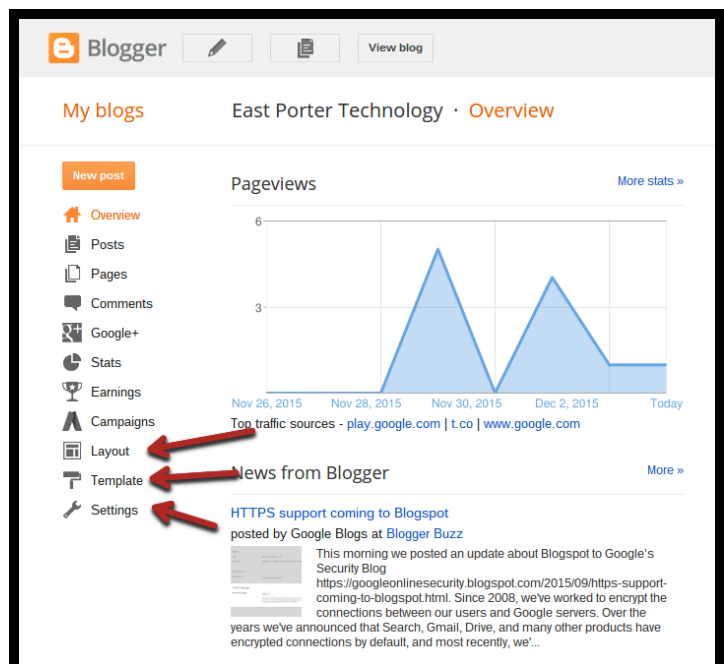 Blogger
View blog
My blogs
East Porter Technology · Overview
New post
Overview
Posts
Pages
Comments
Google+
Stats
Earnings
Campaigns
Layout
Template
Settings
Pageviews
More stats »
6
3
Nov 26, 2015 Nov 28, 2015 Nov 30, 2015 Dec 2, 2015 Today
Top traffic sources - play.google.com | t.co | www.google.com
News from Blogger
More »
HTTPS support coming to Blogspot
posted by Google Blogs at Blogger Buzz
This morning we posted an update about Blogspot to Google's
Security Blog
https://googleonlinesecurity.blogspot.com/2015/09/https-support-
coming-to-blogspot.html. Since 2008, we've worked to encrypt the
connections between our users and Google servers. Over the
years we've announced that Search, Gmail, Drive, and many other products have
encrypted connections by default, and most recently, we'...